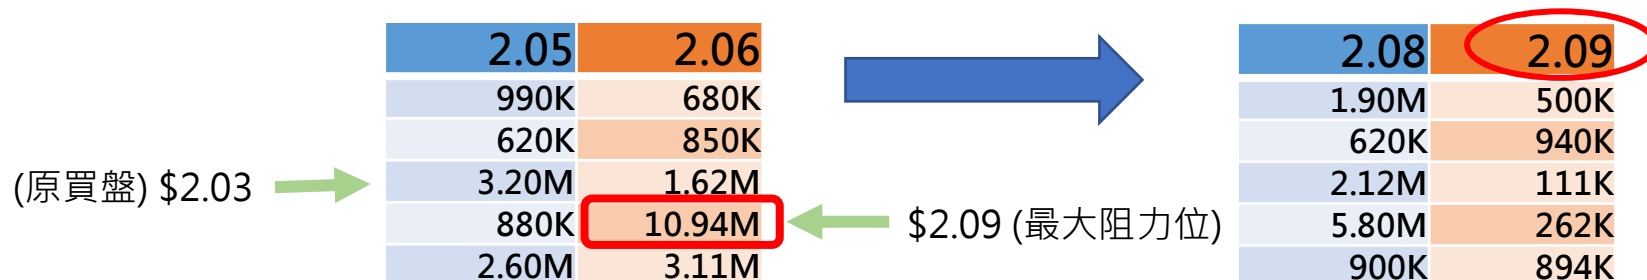 2.05 2.06
990K 680K
620K 850K
3.20M 1.62M
880K 10.94M
2.60M 3.11M
(原買盤) $2.03
$2.09 (最大阻力位)
2.08 2.09
1.90M 500K
620K 940K
2.12M 111K
5.80M 262K
900K 894K